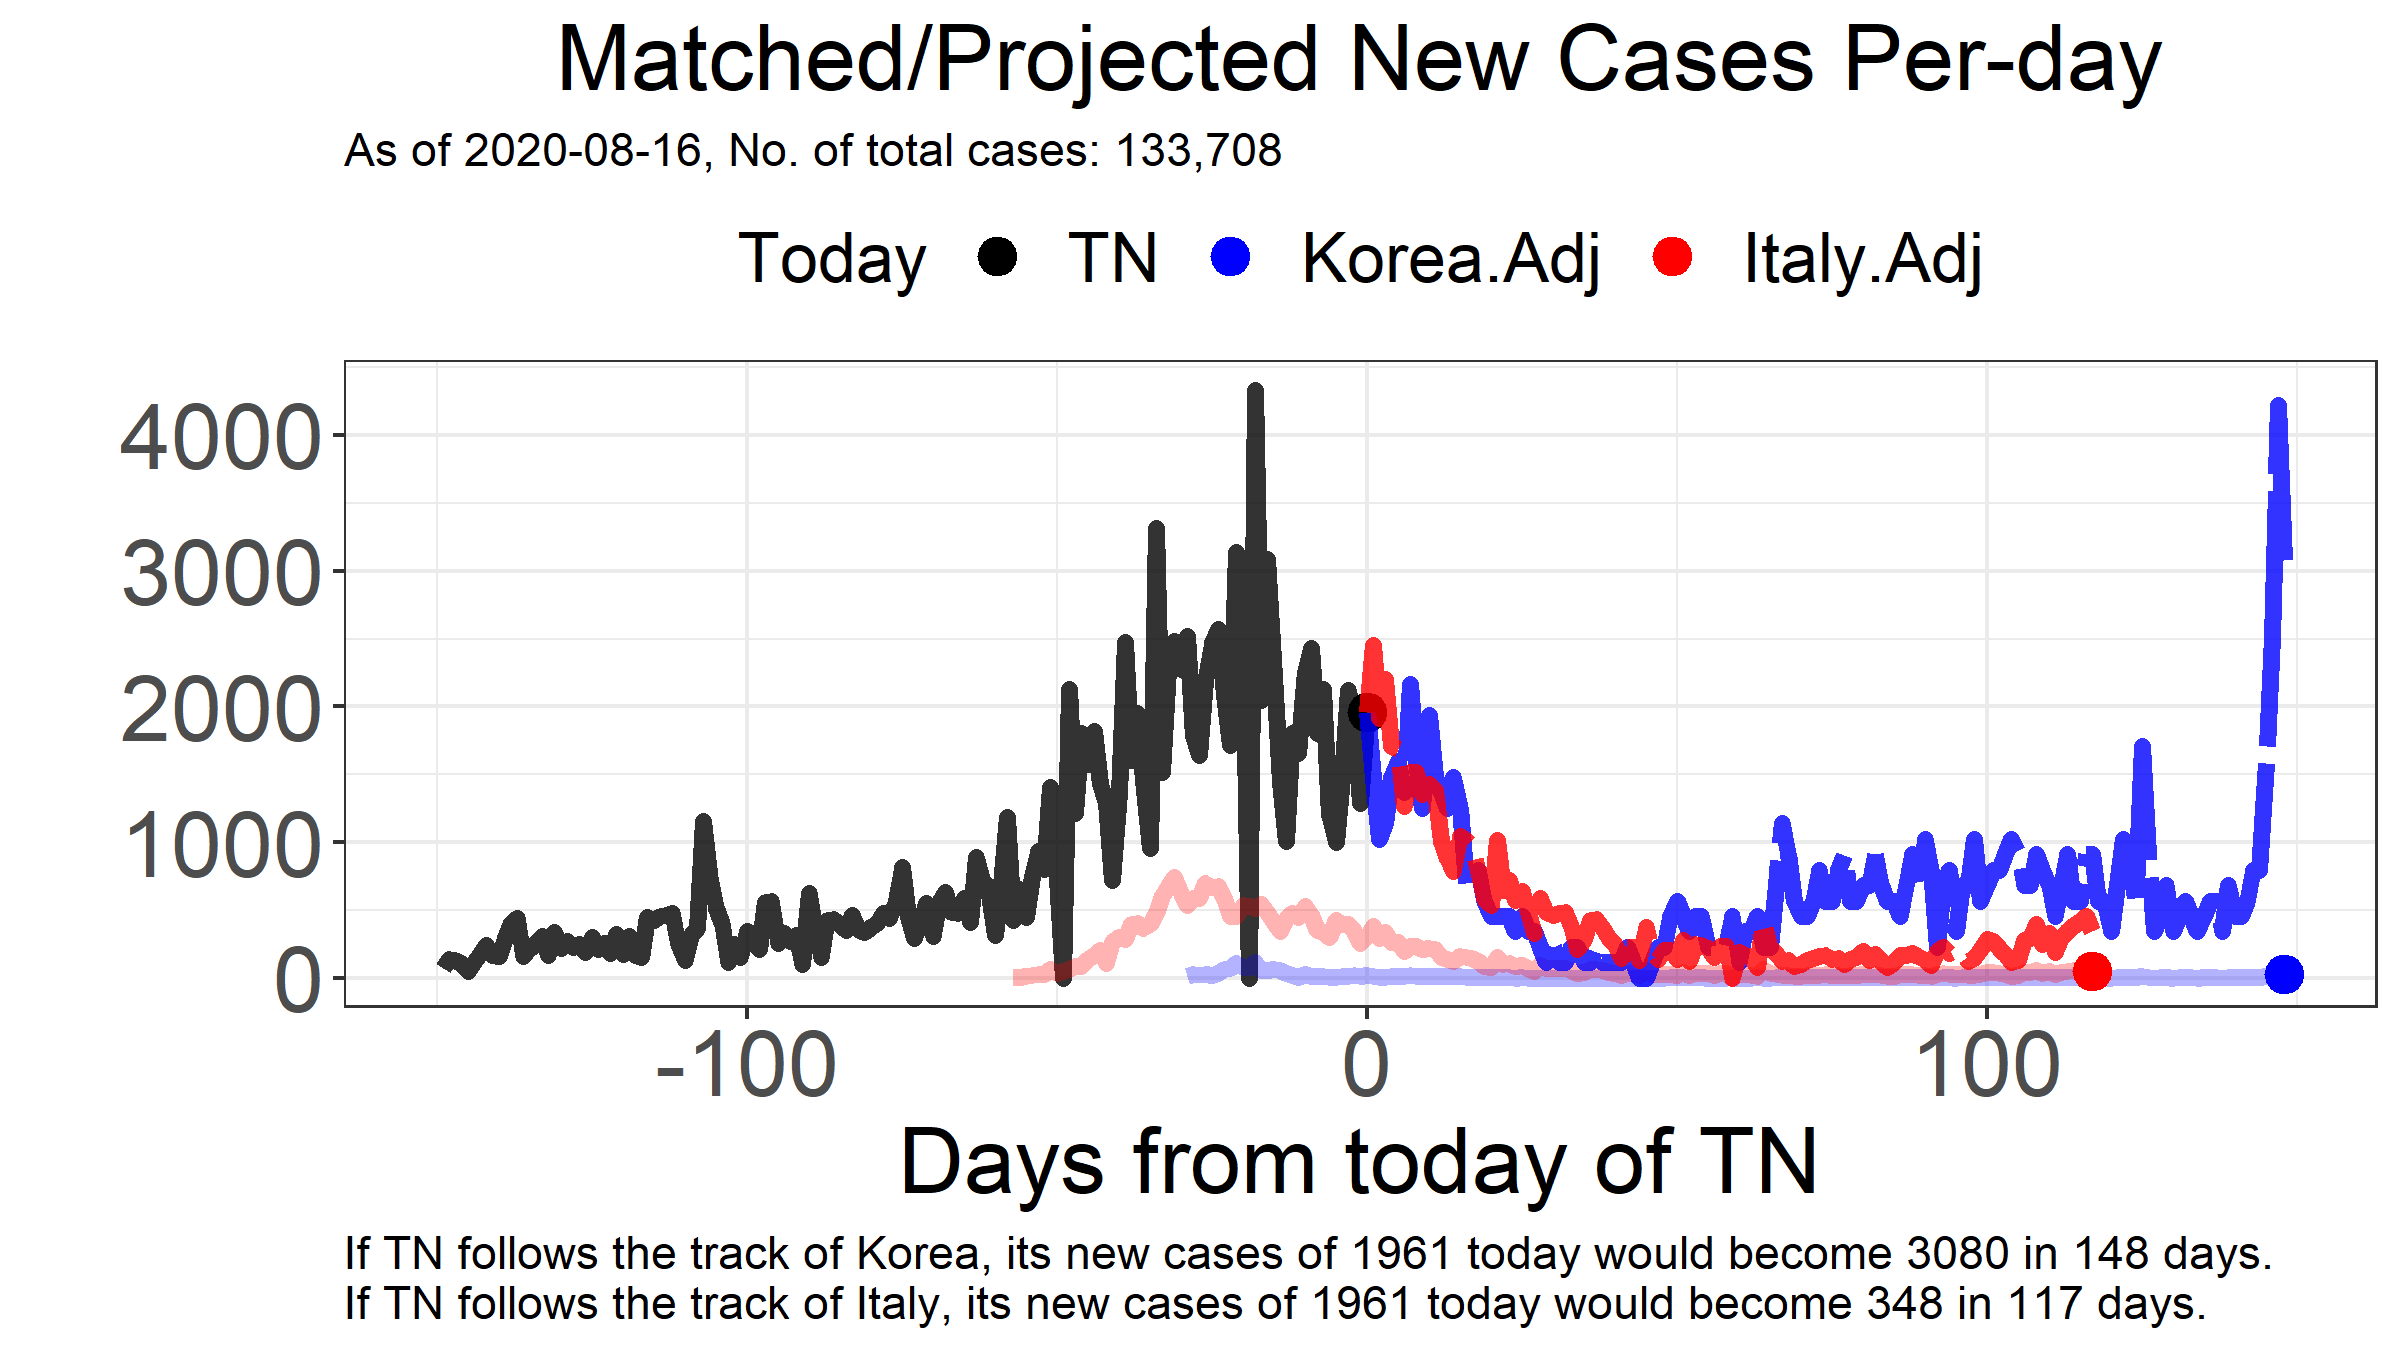 Matched/Projected New Cases Per-day
As of 2020-08-16, No. of total cases: 133,708
Today TN Korea.Adj Italy.Adj
4000
3000
2000
1000
0
-100 0 100
Days from today of TN
If TN follows the track of Korea, its new cases of 1961 today would become 3080 in 148 days.
If TN follows the track of Italy, its new cases of 1961 today would become 348 in 117 days.